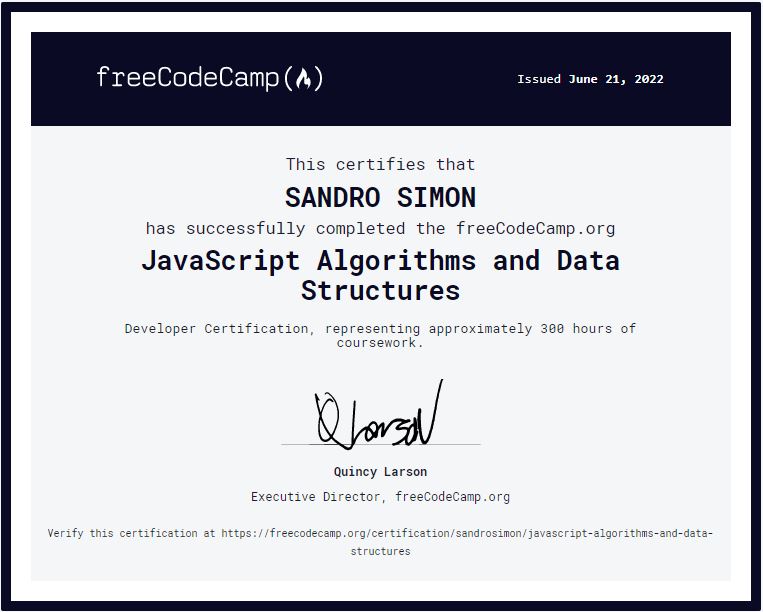 freeCodeCamp(🔥)
Issued June 21, 2022
This certifies that
SANDRO SIMON
has successfully completed the freeCodeCamp.org
JavaScript Algorithms and Data
Structures
Developer Certification, representing approximately 300 hours of
coursework.
Q Larson
Quincy Larson
Executive Director, freeCodeCamp.org
Verify this certification at https://freecodecamp.org/certification/sandrosimon/javascript-algorithms-and-data-
structures